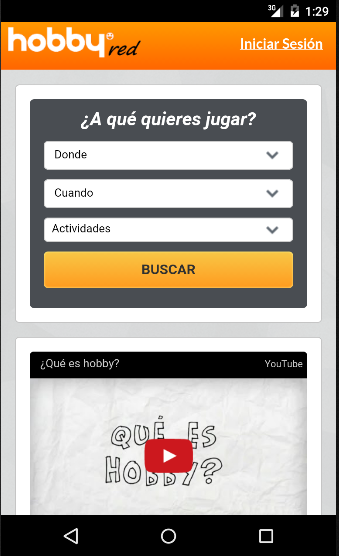 3G
1:29
hobby red
Iniciar Sesión
¿A qué quieres jugar?
Donde
Cuando
Actividades
BUSCAR
¿Qué es hobby?
YouTube
QUÉ ES
HOBBY?